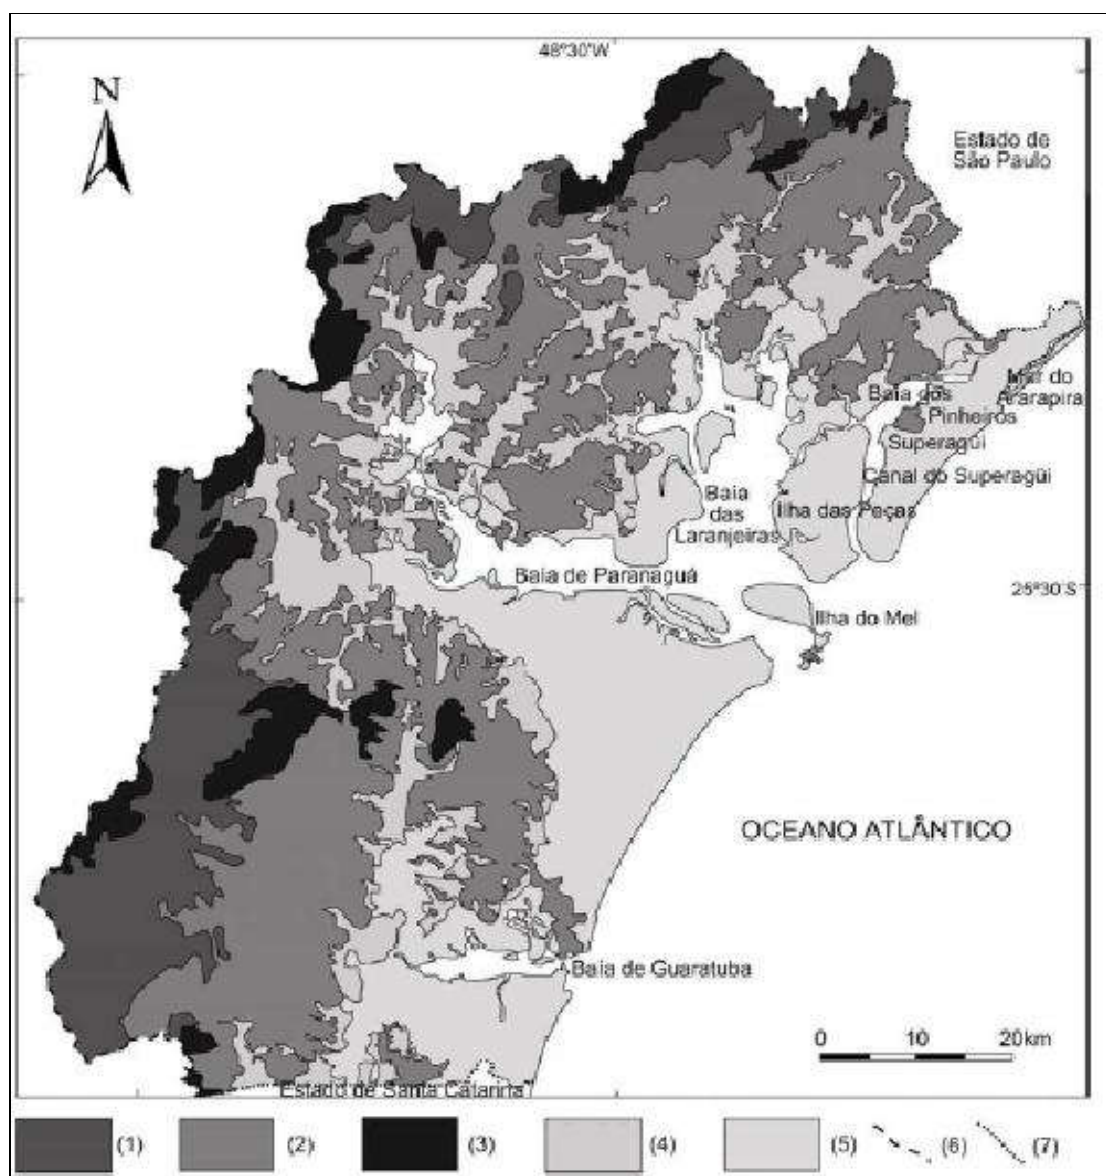 48°30'W
N
Estado de
São Paulo
Mar do
Ararapira
Baía dos
Pinheiros
Superagüi
Canal do Superagüi
Baía
das
Laranjeiras
Ilha das Peças
Baía de Paranaguá
25°30'S
Ilha do Mel
OCEANO ATLÂNTICO
Baía de Guaratuba
0 10 20km
Estado de Santa Catarina
(1) (2) (3) (4) (5) (6) (7)